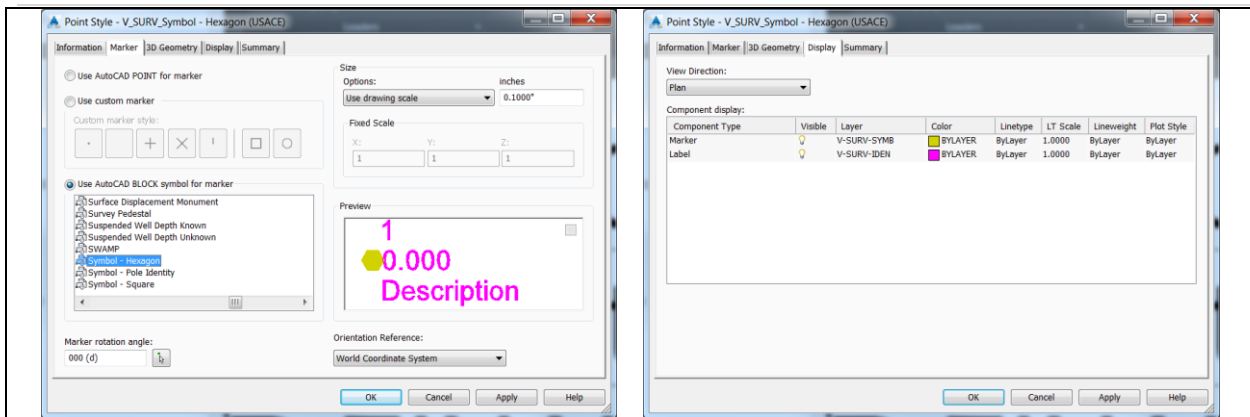 Point Style - V_SURV_Symbol - Hexagon (USACE)
Information Marker 3D Geometry Display Summary
Use AutoCAD POINT for marker
Use custom marker
Custom marker style:
Use AutoCAD BLOCK symbol for marker
Surface Displacement Monument
Survey Pedestal
Suspended Well Depth Known
Suspended Well Depth Unknown
SWAMP
Symbol - Hexagon
Symbol - Pole Identity
Symbol - Square
Marker rotation angle:
000 (d)
Size
Options: inches
Use drawing scale 0.1000"
Fixed Scale
X: Y: Z:
1 1 1
Preview
1
0.000
Description
Orientation Reference:
World Coordinate System
OK Cancel Apply Help
Point Style - V_SURV_Symbol - Hexagon (USACE)
Information Marker 3D Geometry Display Summary
View Direction:
Plan
Component display:
Component Type Visible Layer Color Linetype LT Scale Lineweight Plot Style
Marker V-SURV-SYMB BYLAYER ByLayer 1.0000 ByLayer ByLayer
Label V-SURV-IDEN BYLAYER ByLayer 1.0000 ByLayer ByLayer
OK Cancel Apply Help